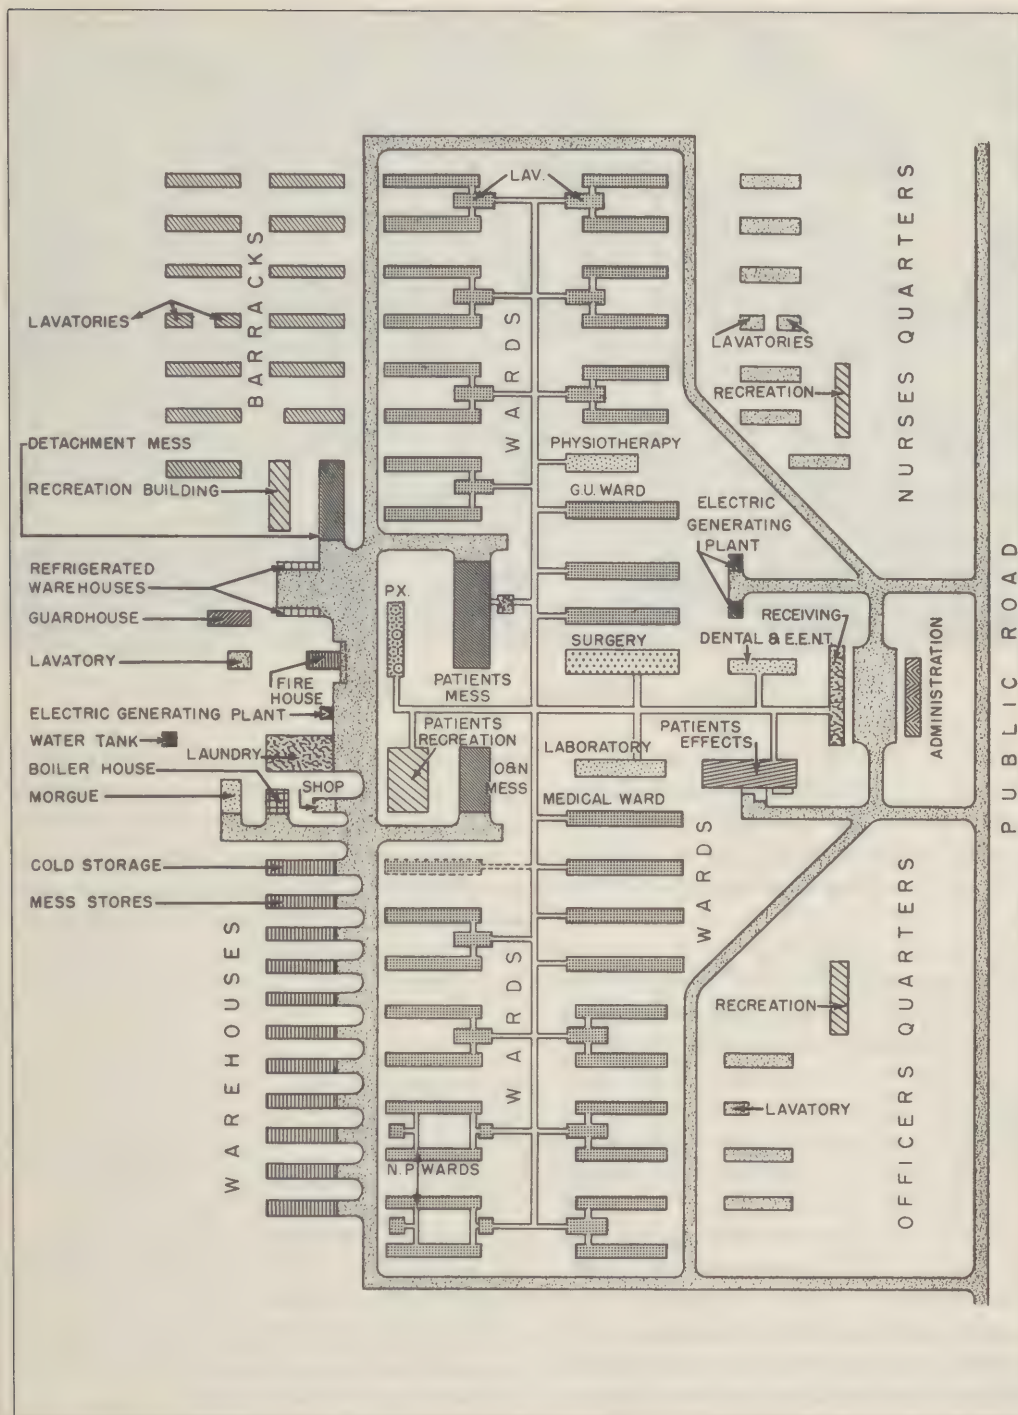 LAV.
BARRACKS
LAVATORIES
WARDS
LAVATORIES
RECREATION
NURSES QUARTERS
DETACHMENT MESS
RECREATION BUILDING
PHYSIOTHERAPY
G.U. WARD
ELECTRIC
GENERATING
PLANT
REFRIGERATED
WAREHOUSES
GUARDHOUSE
P.X.
RECEIVING
SURGERY
DENTAL & E.E.N.T.
LAVATORY
FIRE
HOUSE
PATIENTS
MESS
ADMINISTRATION
PUBLIC ROAD
ELECTRIC GENERATING PLANT
WATER TANK
LAUNDRY
PATIENTS
RECREATION
PATIENTS
EFFECTS
BOILER HOUSE
SHOP
O&N
MESS
LABORATORY
MORGUE
MEDICAL WARD
WARDS
COLD STORAGE
MESS STORES
WAREHOUSES
WARDS
RECREATION
OFFICERS QUARTERS
LAVATORY
N.P. WARDS